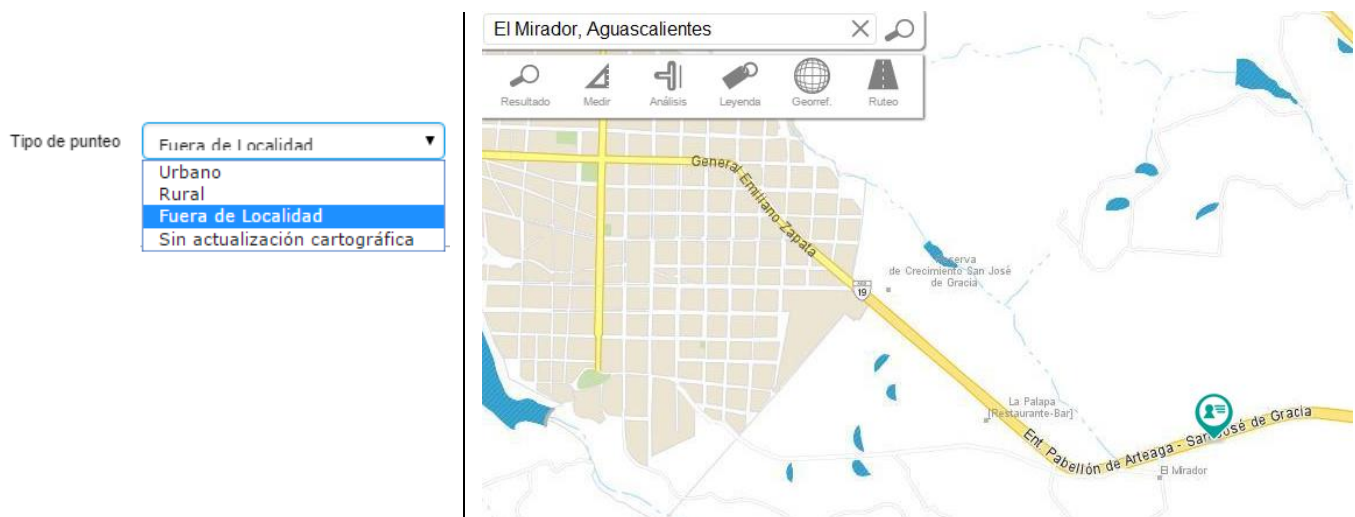 Tipo de punteo
Fuera de Localidad
Urbano
Rural
Fuera de Localidad
Sin actualización cartográfica
El Mirador, Aguascalientes
Resultado
Medir
Análisis
Leyenda
Georref.
Ruteo
General Emiliano Zapata
19
Reserva
de Crecimiento San José
de Gracia
La Palapa
[Restaurante-Bar]
Ent. Pabellón de Arteaga - San José de Gracia
El Mirador